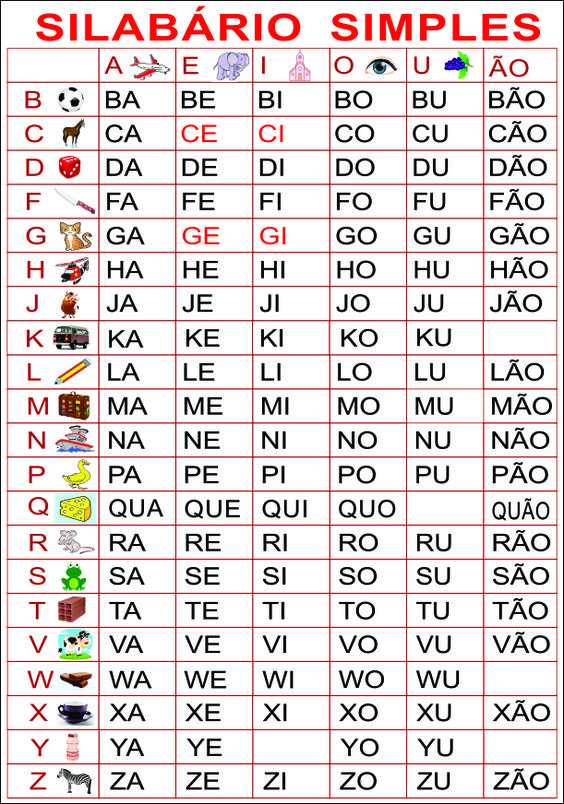 SILABÁRIO SIMPLES
A E I O U ÃO
B BA BE BI BO BU BÃO
C CA CE CI CO CU CÃO
D DA DE DI DO DU DÃO
F FA FE FI FO FU FÃO
G GA GE GI GO GU GÃO
H HA HE HI HO HU HÃO
J JA JE JI JO JU JÃO
K KA KE KI KO KU
L LA LE LI LO LU LÃO
M MA ME MI MO MU MÃO
N NA NE NI NO NU NÃO
P PA PE PI PO PU PÃO
Q QUA QUE QUI QUO QUÃO
R RA RE RI RO RU RÃO
S SA SE SI SO SU SÃO
T TA TE TI TO TU TÃO
V VA VE VI VO VU VÃO
W WA WE WI WO WU
X XA XE XI XO XU XÃO
Y YA YE YO YU
Z ZA ZE ZI ZO ZU ZÃO